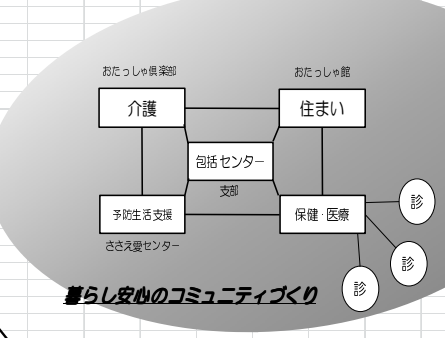 おたっしゃ倶楽部
おたっしゃ館
介護
住まい
包括センター
支部
予防生活支援
保健・医療
診
ささえ愛センター
診
診
暮らし安心のコミュニティづくり